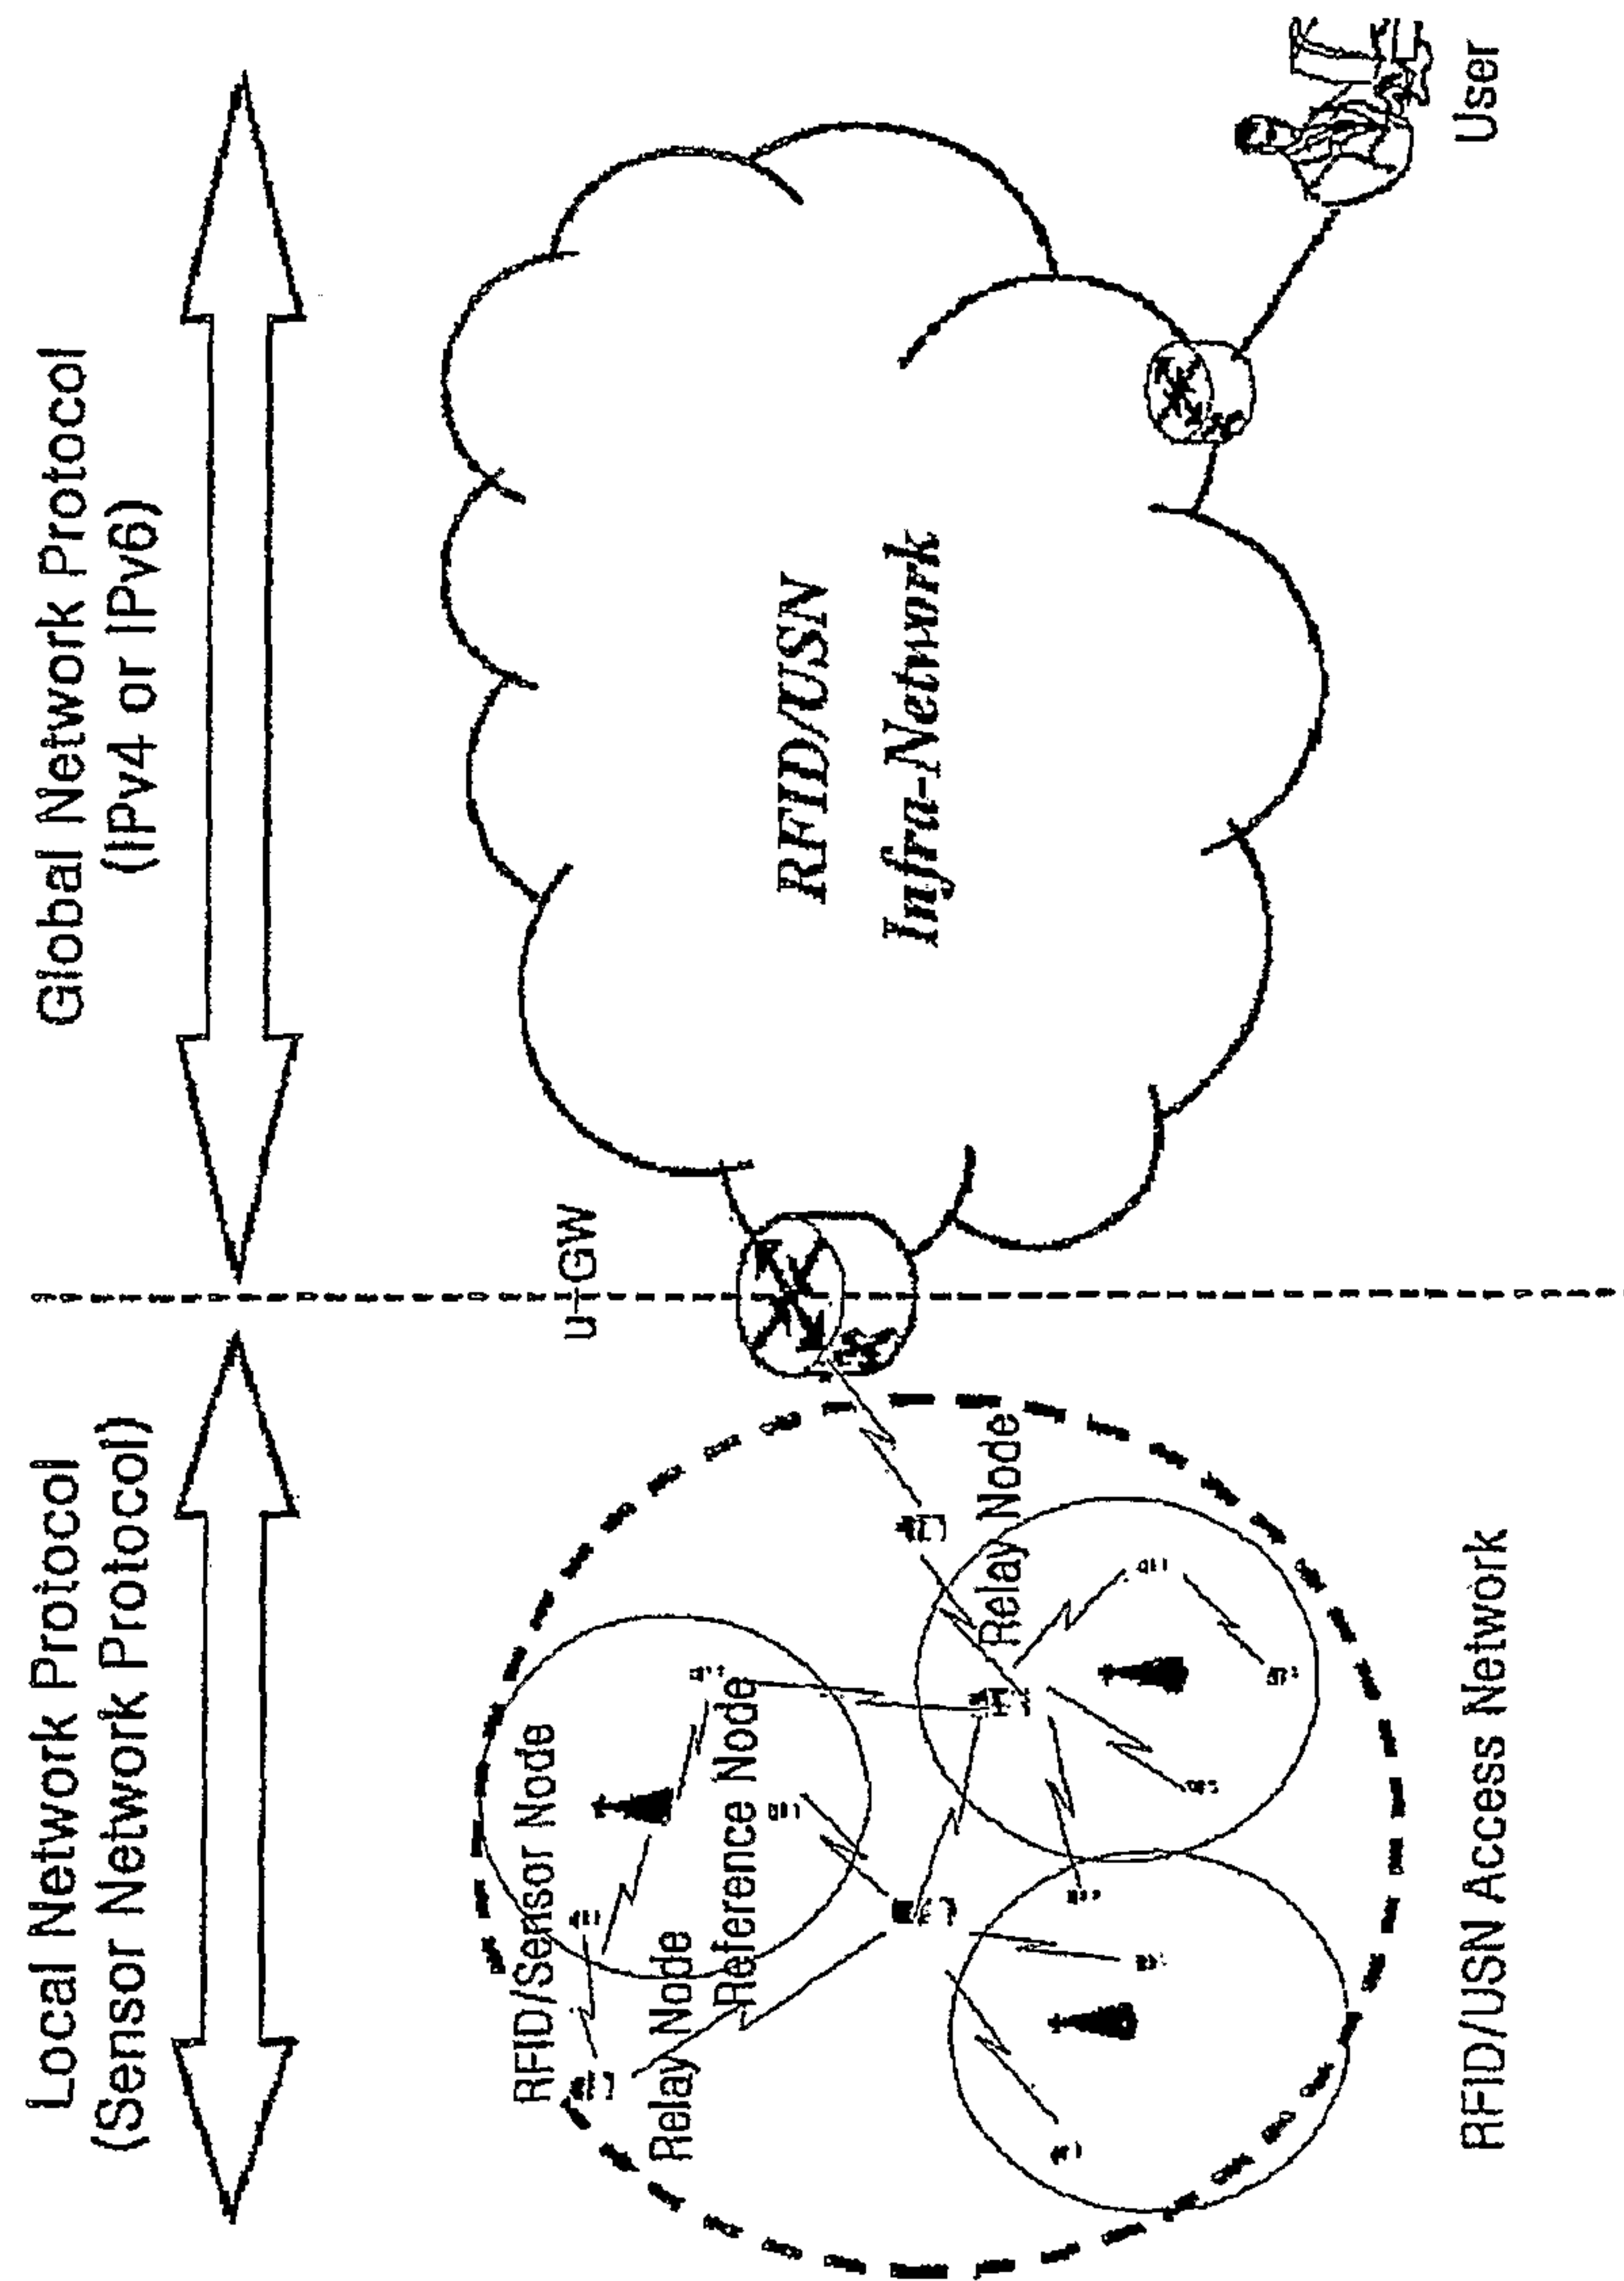 Local Network Protocol
(Sensor Network Protocol)
Global Network Protocol
(IPv4 or IPv6)
u-GW
RFID/Sensor Node
Relay Node
Reference Node
Relay Node
RFID/USN
Infra-Network
RFID/USN Access Network
User